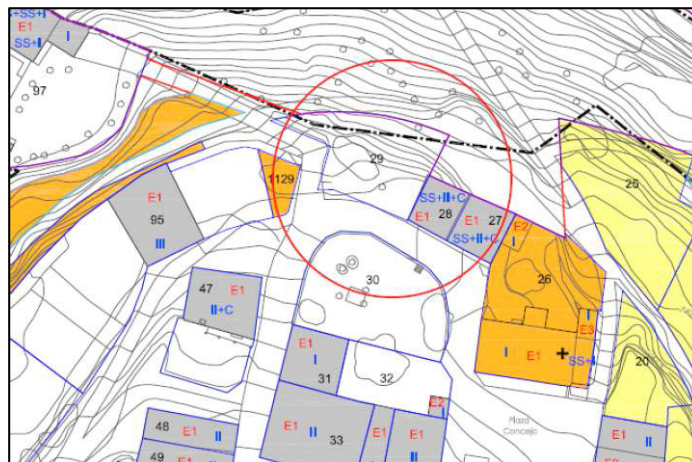 +SS+I
E1
SS+I
I
97
29
25
1129
E1
95
III
SS+II+C
E1
28
E1
27
SS+II+C
E2
I
26
30
47
E1
II+C
I
E3
E1
I
31
32
I
E1
+
SS+I
20
E2
I
Plaza
Concejo
48
E1
II
49
E1
II
E1
II
33
E1
I
E1
II
E1
II